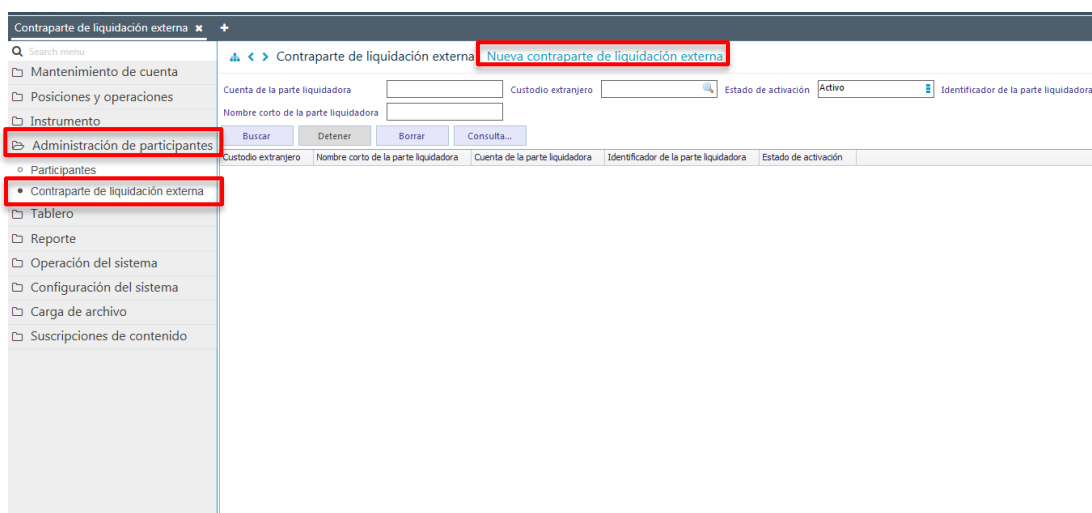 Contraparte de liquidación externa × +
Search menu
Mantenimiento de cuenta
Posiciones y operaciones
Instrumento
Administración de participantes
Participantes
Contraparte de liquidación externa
Tablero
Reporte
Operación del sistema
Configuración del sistema
Carga de archivo
Suscripciones de contenido
Contraparte de liquidación externa Nueva contraparte de liquidación externa
Cuenta de la parte liquidadora Custodio extranjero Estado de activación Activo Identificador de la parte liquidadora
Nombre corto de la parte liquidadora
Buscar Detener Borrar Consulta...
Custodio extranjero Nombre corto de la parte liquidadora Cuenta de la parte liquidadora Identificador de la parte liquidadora Estado de activación